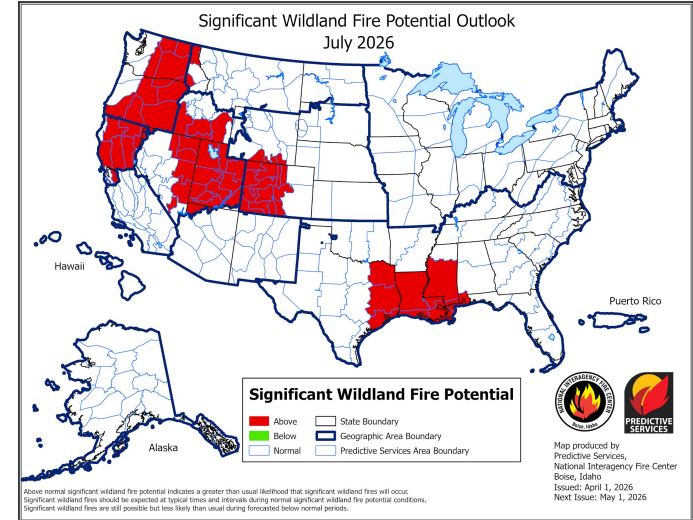 Significant Wildland Fire Potential Outlook
July 2026
Hawaii
Puerto Rico
Alaska
Significant Wildland Fire Potential
Above
State Boundary
Below
Geographic Area Boundary
Normal
Predictive Services Area Boundary
NATIONAL INTERAGENCY FIRE CENTER
Boise, Idaho
PREDICTIVE
SERVICES
Map produced by
Predictive Services,
National Interagency Fire Center
Boise, Idaho
Issued: April 1, 2026
Next Issue: May 1, 2026
Above normal significant wildland fire potential indicates a greater than usual likelihood that significant wildland fires will occur.
Significant wildland fires should be expected at typical times and intervals during normal significant wildland fire potential conditions.
Significant wildland fires are still possible but less likely than usual during forecasted below normal periods.